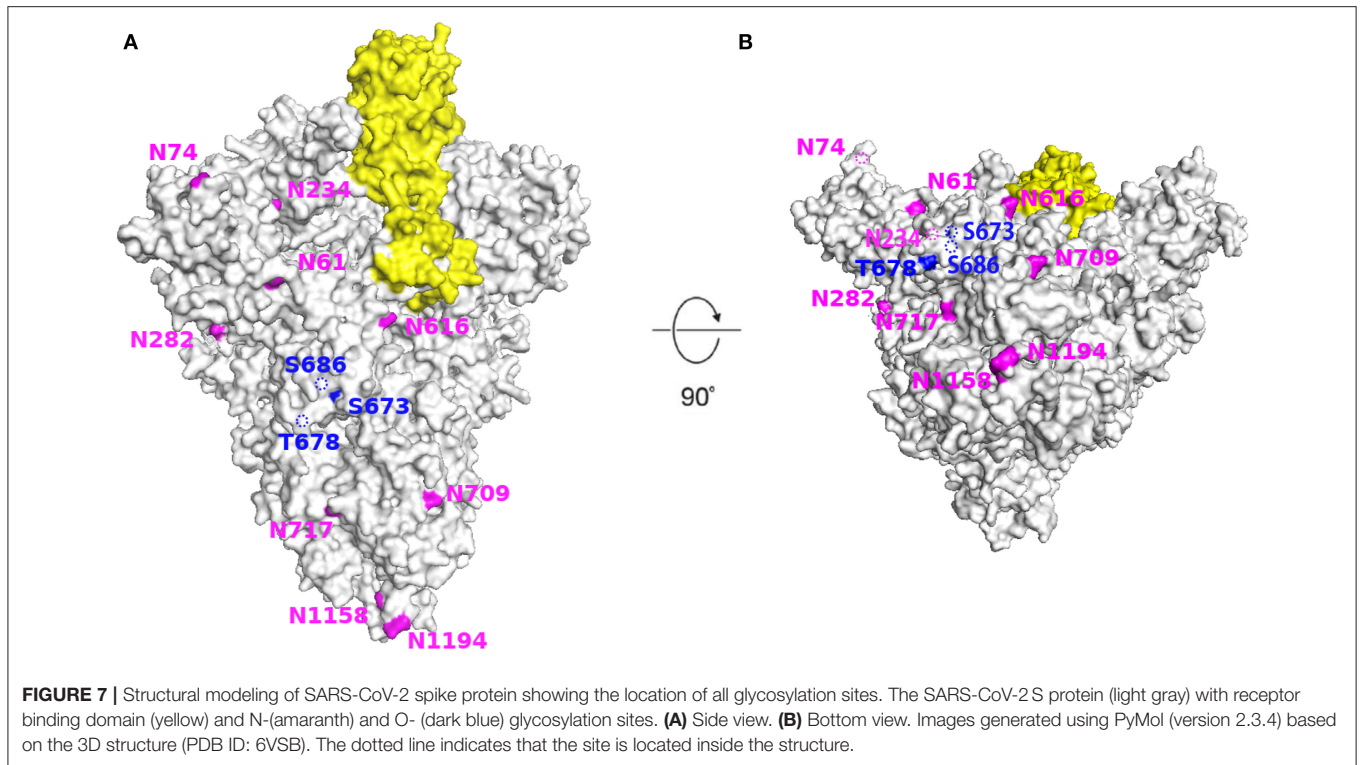 A
B
N74
N234
N61
N282
N616
S686
S673
T678
N709
N717
N1158
N1194
90°
N74
N61
N616
N234
S673
T678
S686
N709
N282
N717
N1194
N1158
FIGURE 7 | Structural modeling of SARS-CoV-2 spike protein showing the location of all glycosylation sites. The SARS-CoV-2 S protein (light gray) with receptor
binding domain (yellow) and N-(amaranth) and O- (dark blue) glycosylation sites. (A) Side view. (B) Bottom view. Images generated using PyMol (version 2.3.4) based
on the 3D structure (PDB ID: 6VSB). The dotted line indicates that the site is located inside the structure.